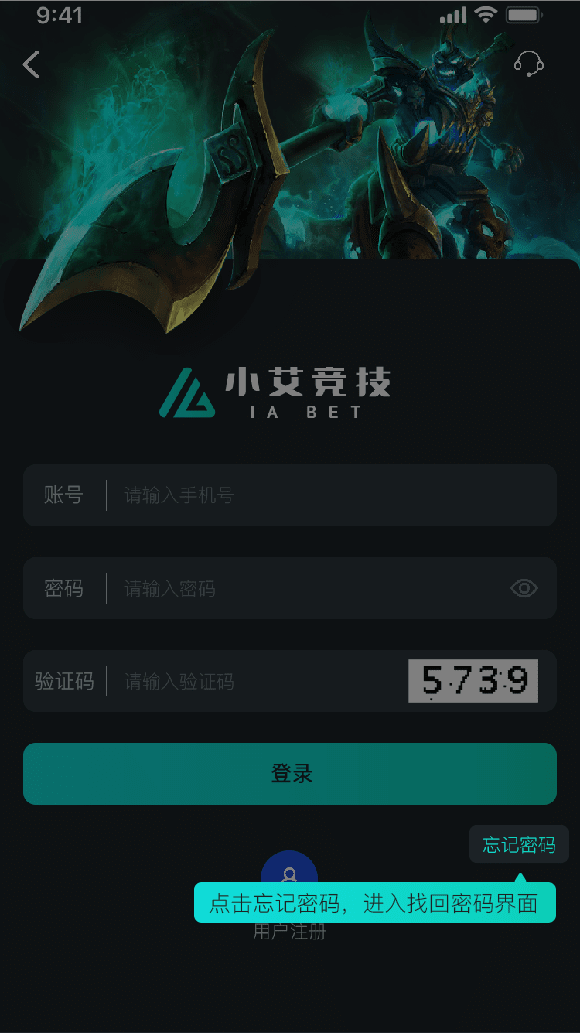 9:41
小艾竞技
IA BET
账号
请输入手机号
密码
请输入密码
验证码
请输入验证码
5739
登录
忘记密码
点击忘记密码，进入找回密码界面
用户注册